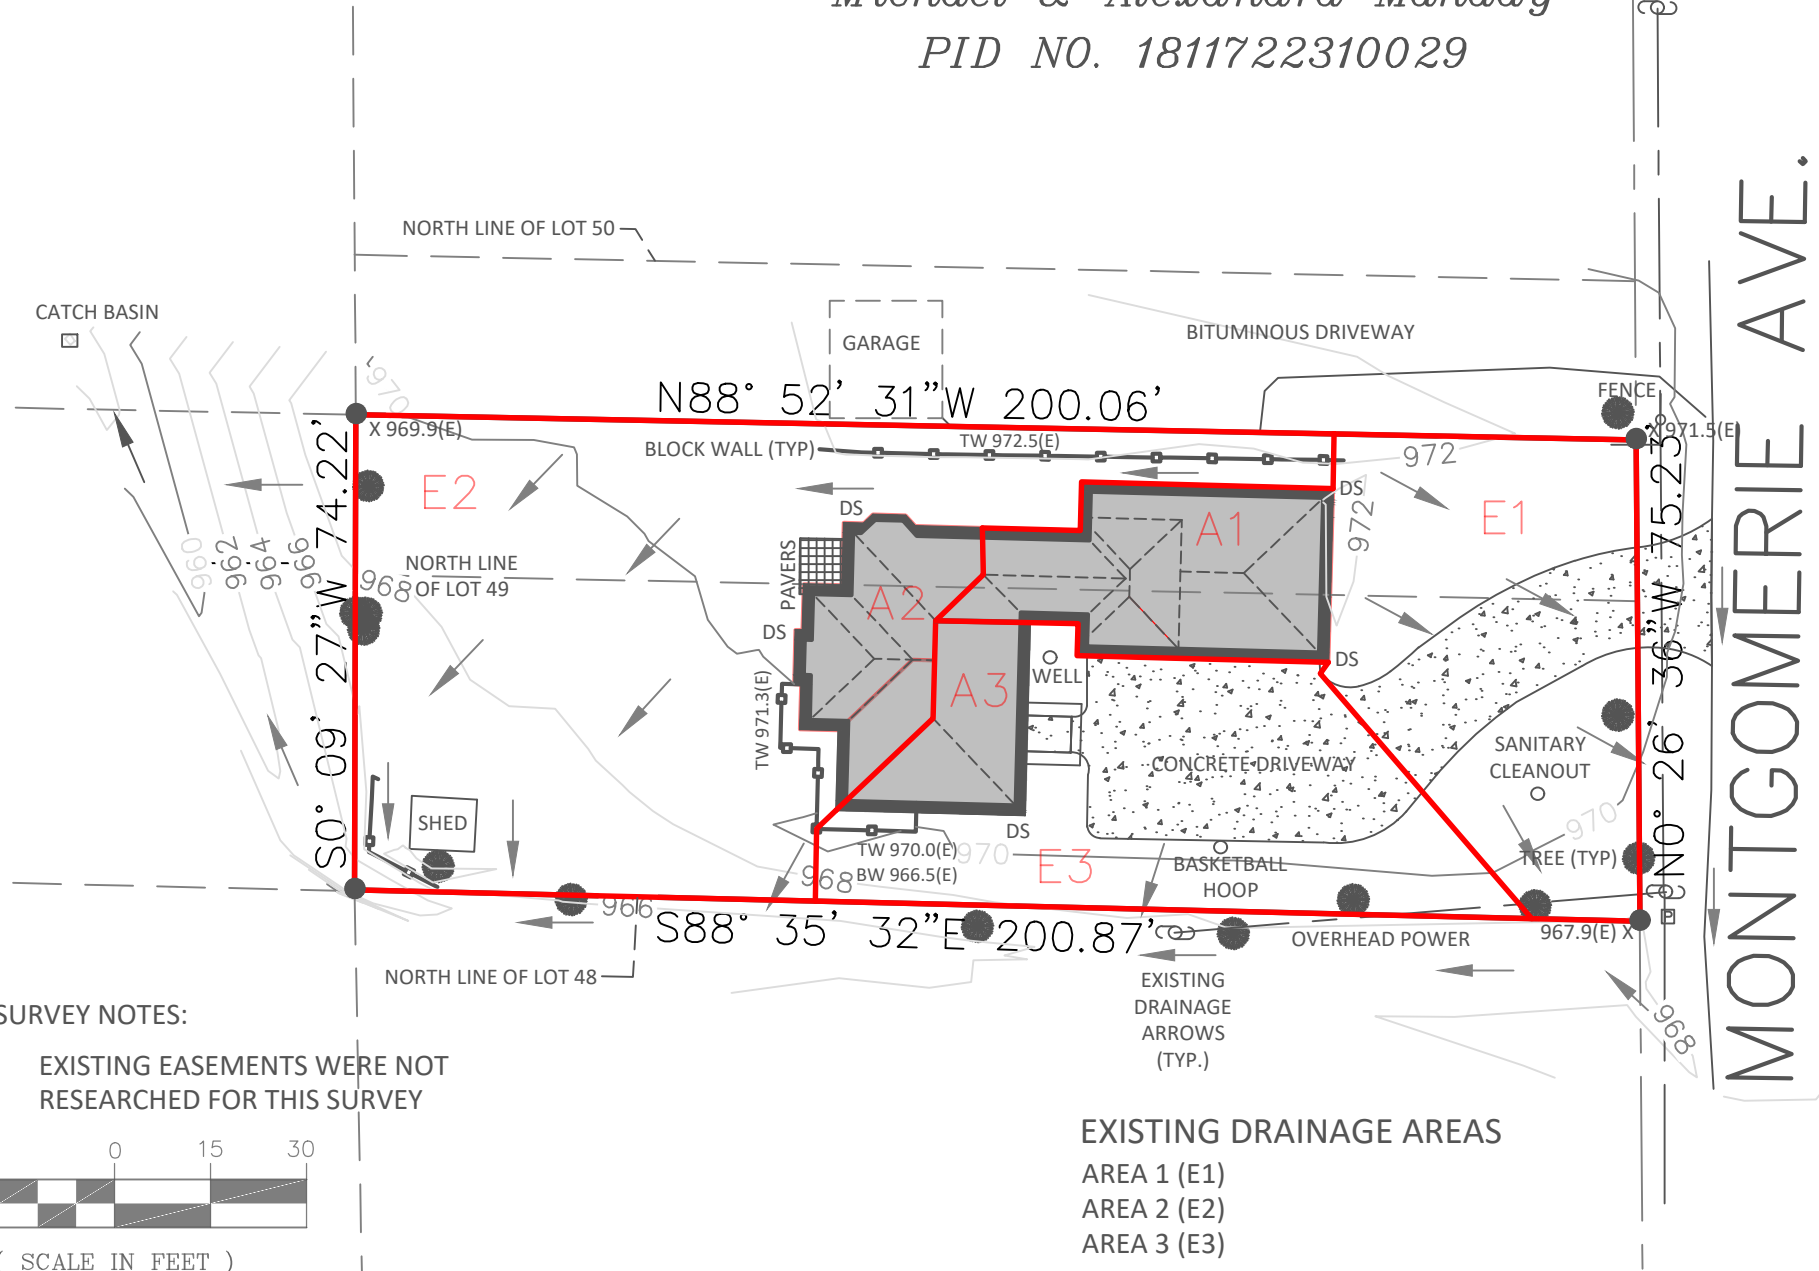 PID NO. 1811722310029
NORTH LINE OF LOT 50
CATCH BASIN
GARAGE
BITUMINOUS DRIVEWAY
FENCE
970
N88° 52' 31"W 200.06'
X 969.9(E)
X 971.5(E)
BLOCK WALL (TYP)
TW 972.5(E)
972
E2
DS
DS
972
A1
E1
PAVERS
960
962
964
966
968
NORTH LINE
OF LOT 49
A2
DS
DS
WELL
A3
TW 971.3(E)
S0° 09' 27"W 74.22'
N0° 26' 36"W 75.23'
MONTGOMERIE AVE.
SANITARY
CLEANOUT
CONCRETE DRIVEWAY
SHED
DS
970
TW 970.0(E)
BW 966.5(E)
970
E3
BASKETBALL
HOOP
TREE (TYP)
968
966
S88° 35' 32"E 200.87'
OVERHEAD POWER
967.9(E) X
NORTH LINE OF LOT 48
EXISTING
DRAINAGE
ARROWS
(TYP.)
968
SURVEY NOTES:
EXISTING EASEMENTS WERE NOT
RESEARCHED FOR THIS SURVEY
0 15 30
( SCALE IN FEET )
EXISTING DRAINAGE AREAS
AREA 1 (E1)
AREA 2 (E2)
AREA 3 (E3)